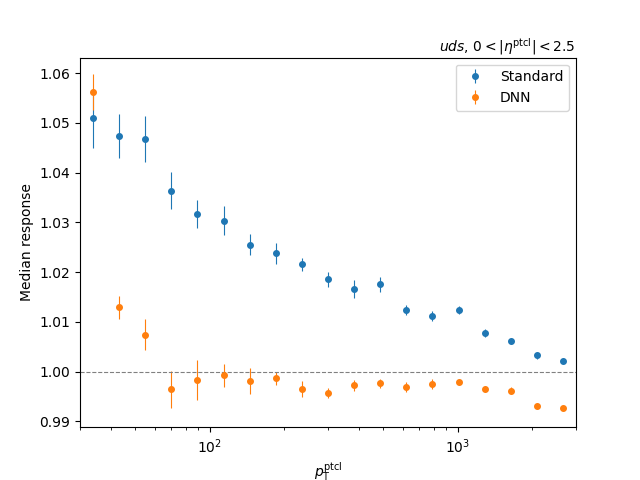 uds, 0 < |η^ptcl| < 2.5
1.06
1.05
1.04
1.03
1.02
1.01
1.00
0.99
Median response
Standard
DNN
10^2
10^3
p_T^ptcl